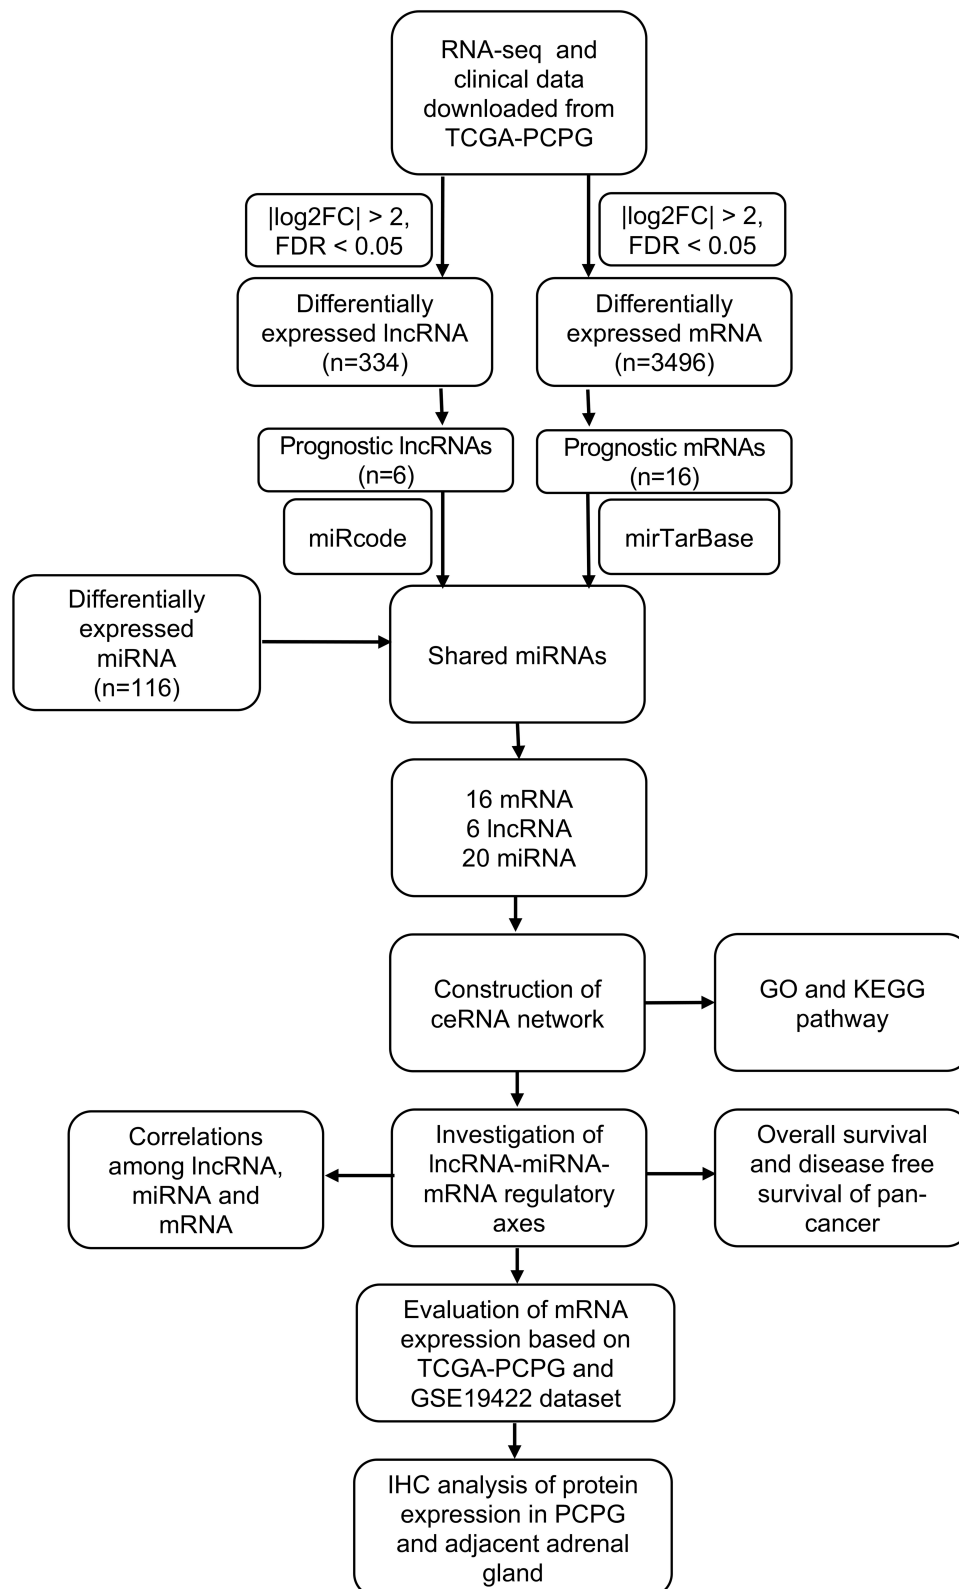 RNA-seq and
clinical data
downloaded from
TCGA-PCPG
|log2FC| > 2,
FDR < 0.05
|log2FC| > 2,
FDR < 0.05
Differentially
expressed lncRNA
(n=334)
Differentially
expressed mRNA
(n=3496)
Prognostic lncRNAs
(n=6)
Prognostic mRNAs
(n=16)
miRcode
mirTarBase
Differentially
expressed
miRNA
(n=116)
Shared miRNAs
16 mRNA
6 lncRNA
20 miRNA
Construction of
ceRNA network
GO and KEGG
pathway
Correlations
among lncRNA,
miRNA and
mRNA
Investigation of
lncRNA-miRNA-
mRNA regulatory
axes
Overall survival
and disease free
survival of pan-
cancer
Evaluation of mRNA
expression based on
TCGA-PCPG and
GSE19422 dataset
IHC analysis of protein
expression in PCPG
and adjacent adrenal
gland